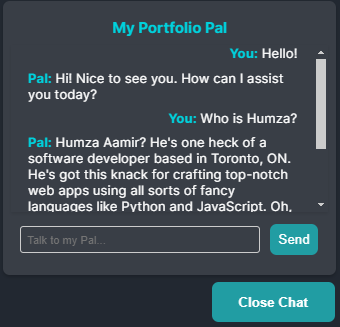 My Portfolio Pal
You: Hello!
Pal: Hi! Nice to see you. How can I assist
you today?
You: Who is Humza?
Pal: Humza Aamir? He's one heck of a
software developer based in Toronto, ON.
He's got this knack for crafting top-notch
web apps using all sorts of fancy
languages like Python and JavaScript. Oh,
Talk to my Pal...
Send
Close Chat